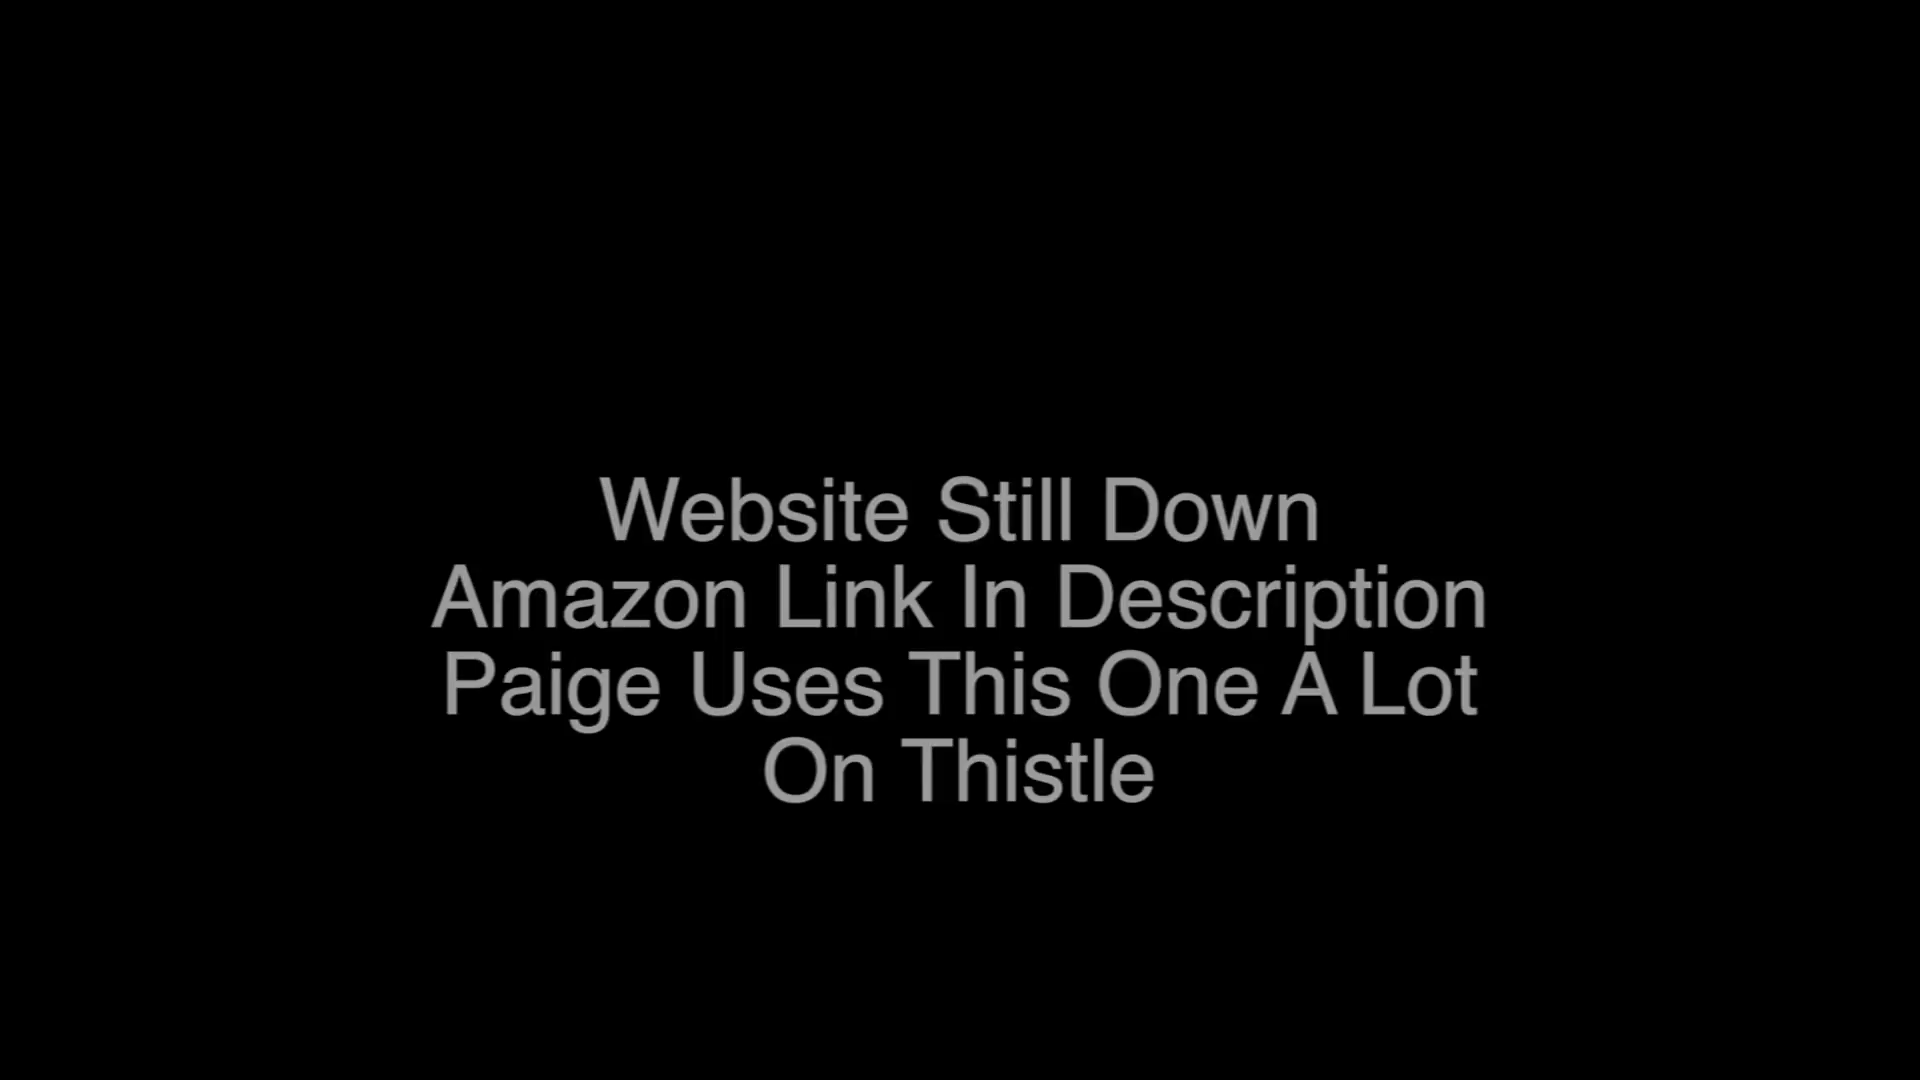 Website Still Down
Amazon Link In Description
Paige Uses This One A Lot
On Thistle